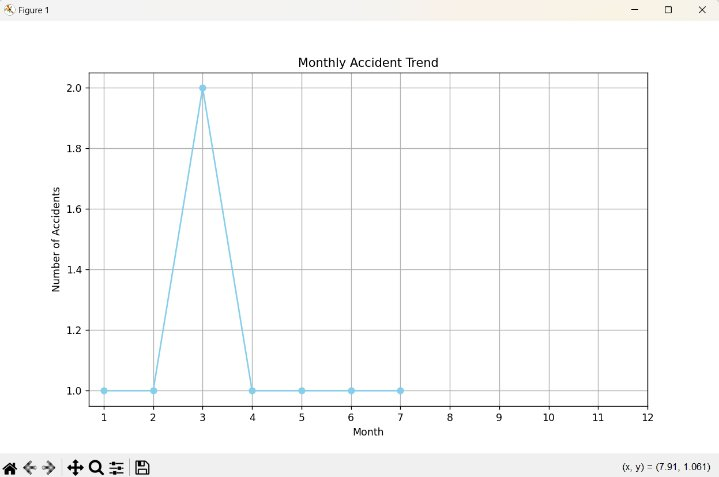 Figure 1
Monthly Accident Trend
Number of Accidents
2.0
1.8
1.6
1.4
1.2
1.0
1 2 3 4 5 6 7 8 9 10 11 12
Month
(x, y) = (7.91, 1.061)